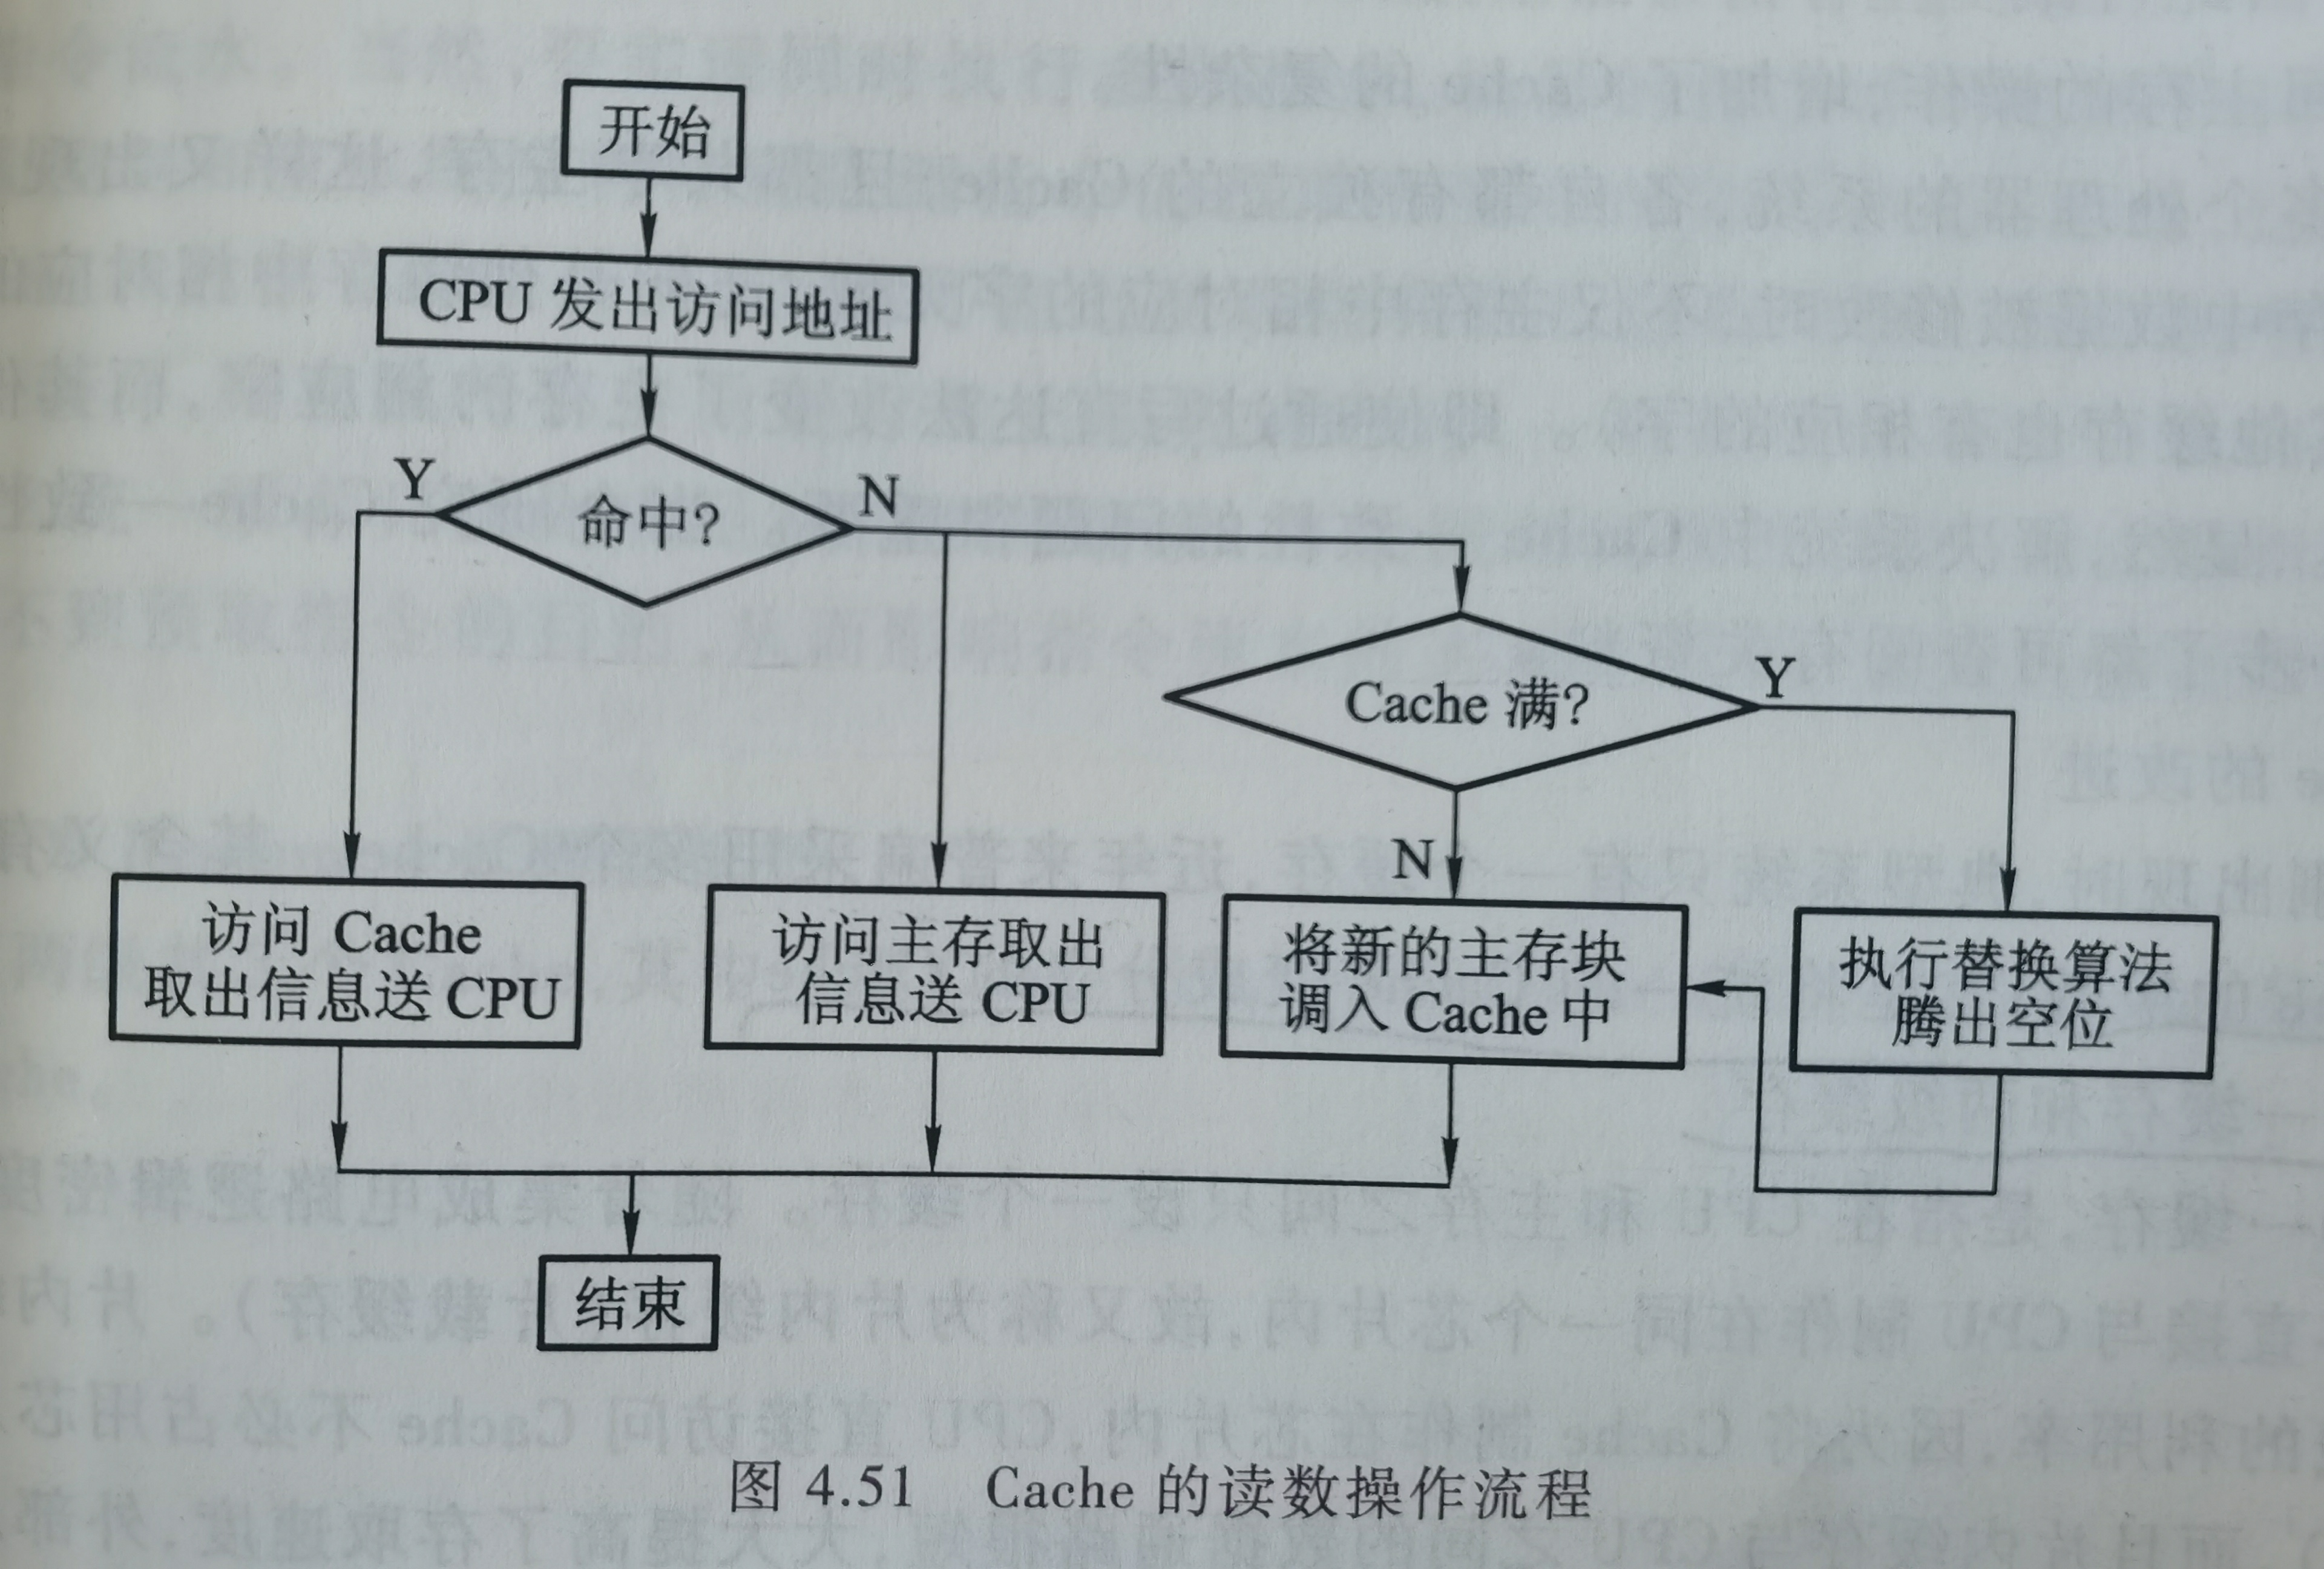 开始
CPU 发出访问地址
Y
命中?
N
Cache 满?
Y
N
访问 Cache
取出信息送 CPU
访问主存取出
信息送 CPU
将新的主存块
调入 Cache 中
执行替换算法
腾出空位
结束
图 4.51 Cache 的读数操作流程